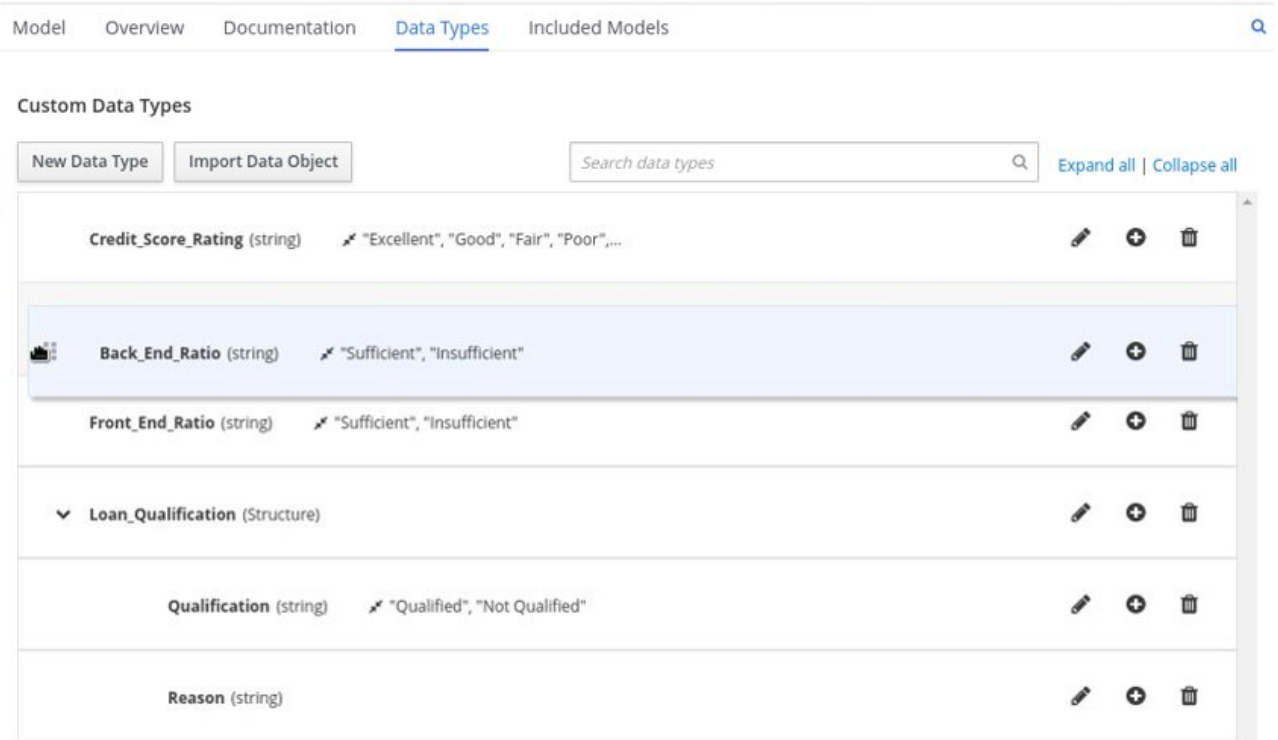 Model Overview Documentation Data Types Included Models
Custom Data Types
New Data Type Import Data Object Search data types Expand all | Collapse all
Credit_Score_Rating (string) "Excellent", "Good", "Fair", "Poor",...
Back_End_Ratio (string) "Sufficient", "Insufficient"
Front_End_Ratio (string) "Sufficient", "Insufficient"
Loan_Qualification (Structure)
Qualification (string) "Qualified", "Not Qualified"
Reason (string)